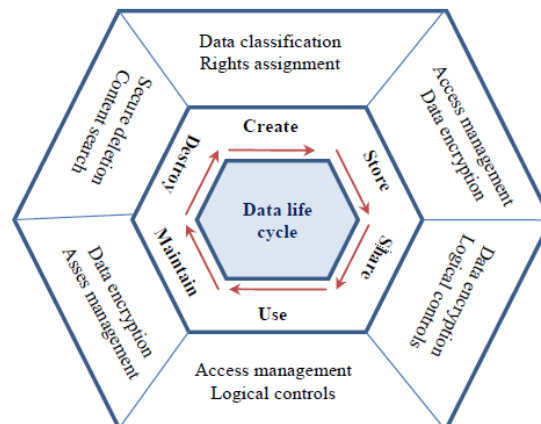 Data classification
Rights assignment
Access management
Data encryption
Data encryption
Logical controls
Access management
Logical controls
Data encryption
Asses management
Secure deletion
Content search
Create
Store
Share
Use
Maintain
Destroy
Data life
cycle